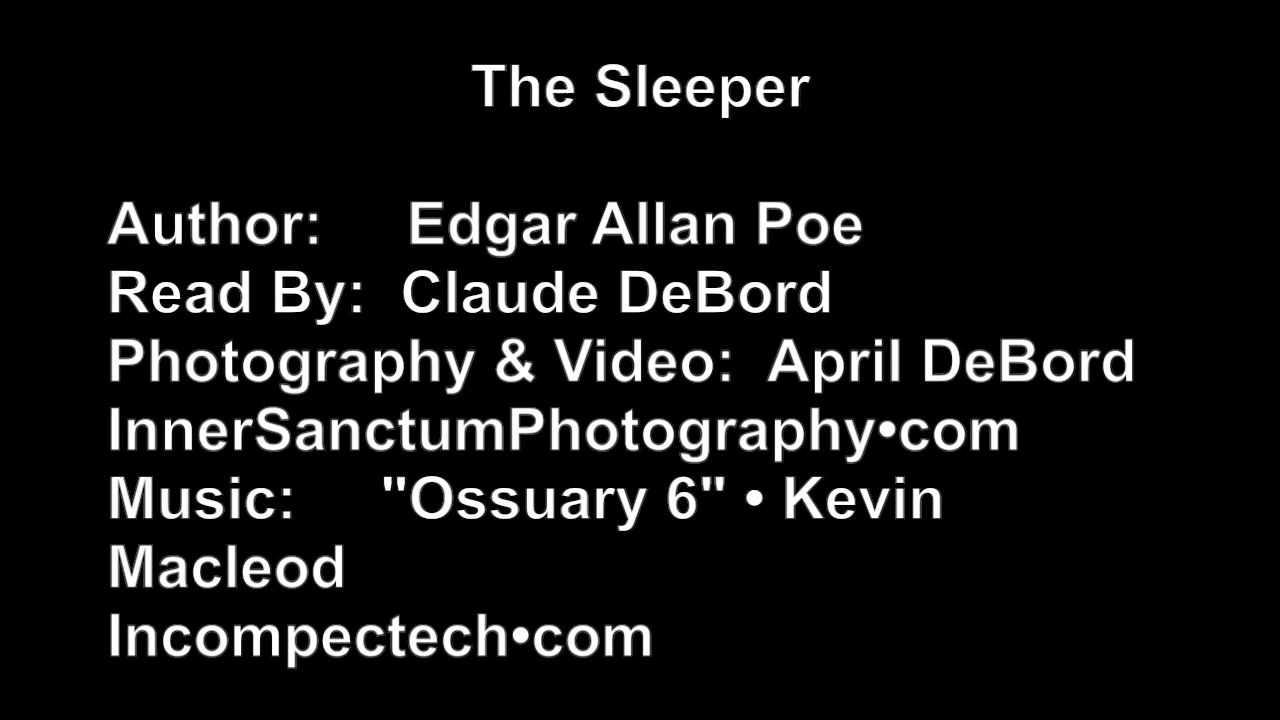 The Sleeper
Author: Edgar Allan Poe
Read By: Claude DeBord
Photography & Video: April DeBord
InnerSanctumPhotography•com
Music: "Ossuary 6" • Kevin
Macleod
Incompectech•com